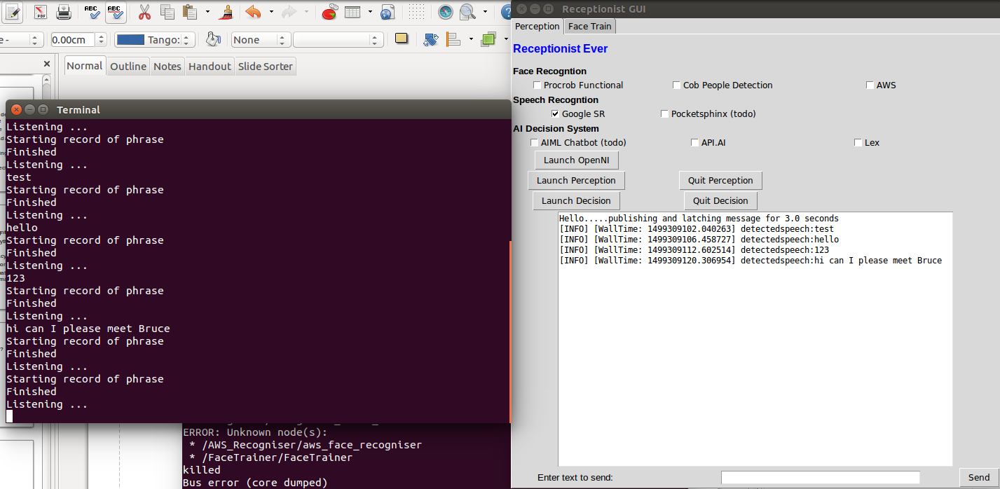 PDF
ABC
ABC
0.00cm
Tango:
None
Normal
Outline
Notes
Handout
Slide Sorter
Terminal
Listening ...
Starting record of phrase
Finished
Listening ...
test
Starting record of phrase
Finished
Listening ...
hello
Starting record of phrase
Finished
Listening ...
123
Starting record of phrase
Finished
Listening ...
hi can I please meet Bruce
Starting record of phrase
Finished
Listening ...
Starting record of phrase
Finished
Listening ...
ERROR: Unknown node(s):
* /AWS_Recogniser/aws_face_recogniser
* /FaceTrainer/FaceTrainer
killed
Bus error (core dumped)
Receptionist GUI
Perception
Face Train
Receptionist Ever
Face Recogntion
Procrob Functional
Cob People Detection
AWS
Speech Recogntion
Google SR
Pocketsphinx (todo)
AI Decision System
AIML Chatbot (todo)
API.AI
Lex
Launch OpenNI
Launch Perception
Quit Perception
Launch Decision
Quit Decision
Hello.....publishing and latching message for 3.0 seconds
[INFO] [WallTime: 1499309102.040263] detectedspeech:test
[INFO] [WallTime: 1499309106.458727] detectedspeech:hello
[INFO] [WallTime: 1499309112.602514] detectedspeech:123
[INFO] [WallTime: 1499309120.306954] detectedspeech:hi can I please meet Bruce
Enter text to send:
Send